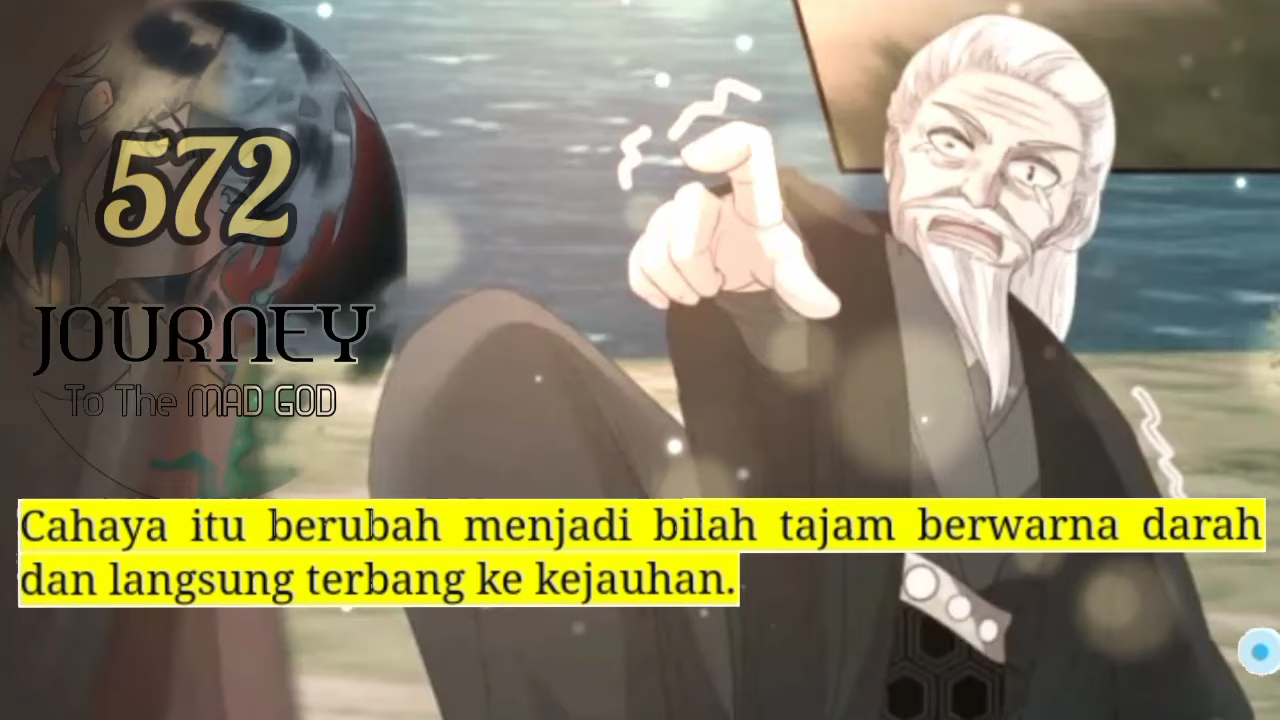 572
JOURNEY
To The MAD GOD
Cahaya itu berubah menjadi bilah tajam berwarna darah
dan langsung terbang ke kejauhan.